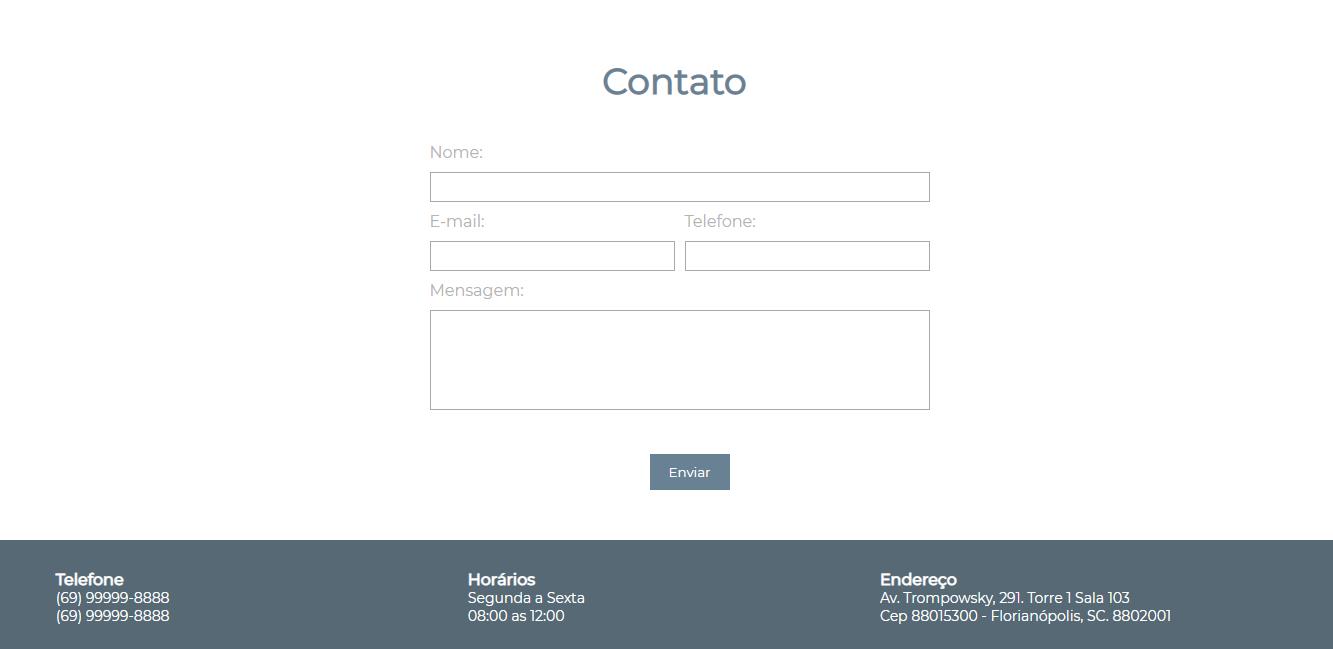 Contato
Nome:
E-mail:
Telefone:
Mensagem:
Enviar
Telefone
(69) 99999-8888
(69) 99999-8888
Horários
Segunda a Sexta
08:00 as 12:00
Endereço
Av. Trompowsky, 291. Torre 1 Sala 103
Cep 88015300 - Florianópolis, SC. 8802001